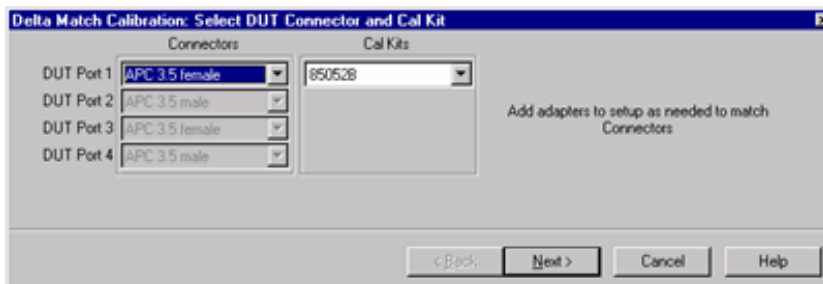 Delta Match Calibration: Select DUT Connector and Cal Kit
Connectors
Cal Kits
DUT Port 1 APC 3.5 female 85052B
DUT Port 2 APC 3.5 male
DUT Port 3 APC 3.5 female
DUT Port 4 APC 3.5 male
Add adapters to setup as needed to match
Connectors
< Back Next > Cancel Help